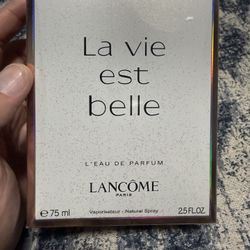 La vie
est
belle
L'EAU DE PARFUM
LANCÔME
PARIS
℮ 75 ml Vaporisateur - Natural Spray 2.5 FL.OZ.